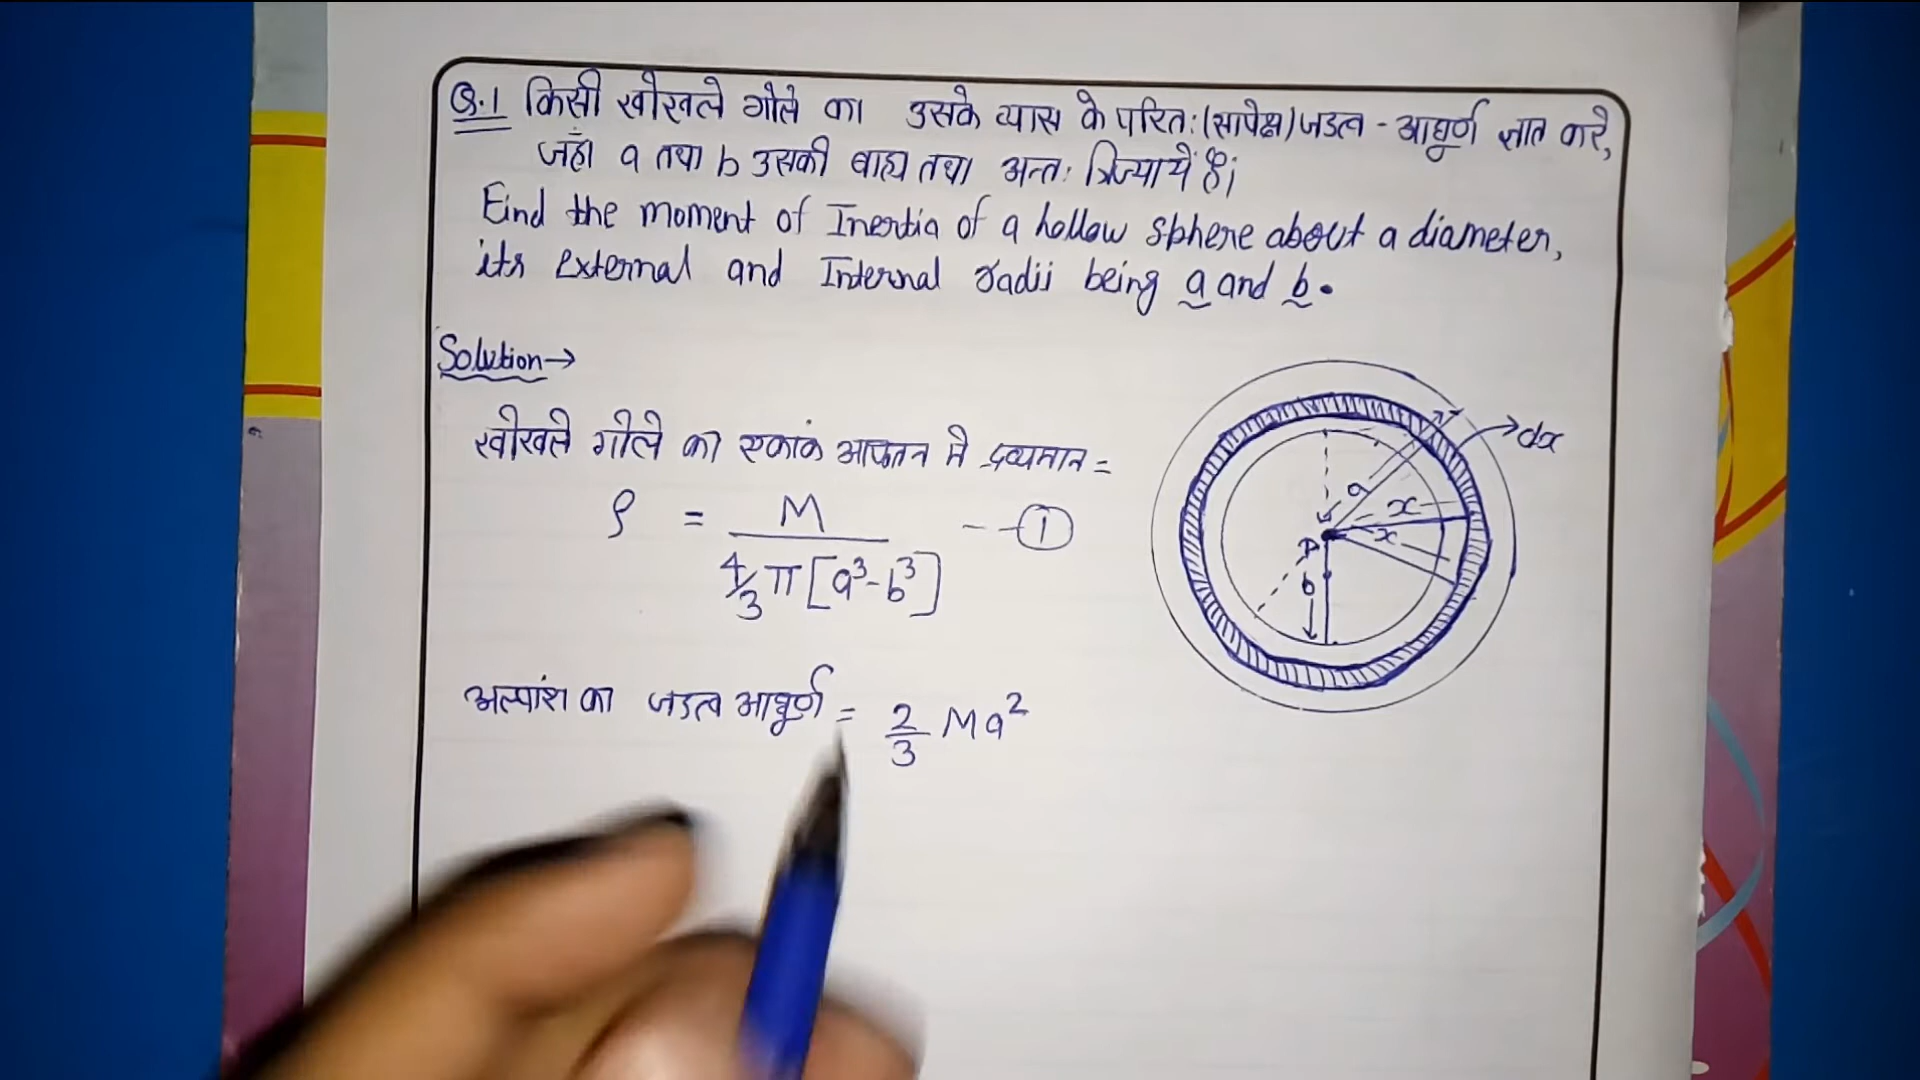 Q.1 किसी खोखले गोले का उसके व्यास के परितः (सापेक्ष) जडत्व - आघूर्ण ज्ञात करे,
जहाँ a तथा b उसकी बाह्य तथा अन्तः त्रिज्यायें है।
Find the moment of Inertia of a hollow sphere about a diameter,
its external and Internal radii being a and b.
Solution→
खोखले गोले का एकांक आयतन मे द्रव्यमान =
ρ = M / 4/3 π [a³-b³] -- ①
अल्पांश का जडत्व आघूर्ण = 2/3 Ma²
dx
a
x
x
b